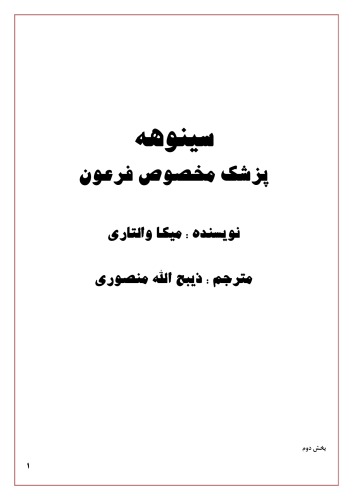 سینوهه
پزشک مخصوص فرعون
نویسنده : میکا والتاری
مترجم : ذبیح الله منصوری
بخش دوم
۱